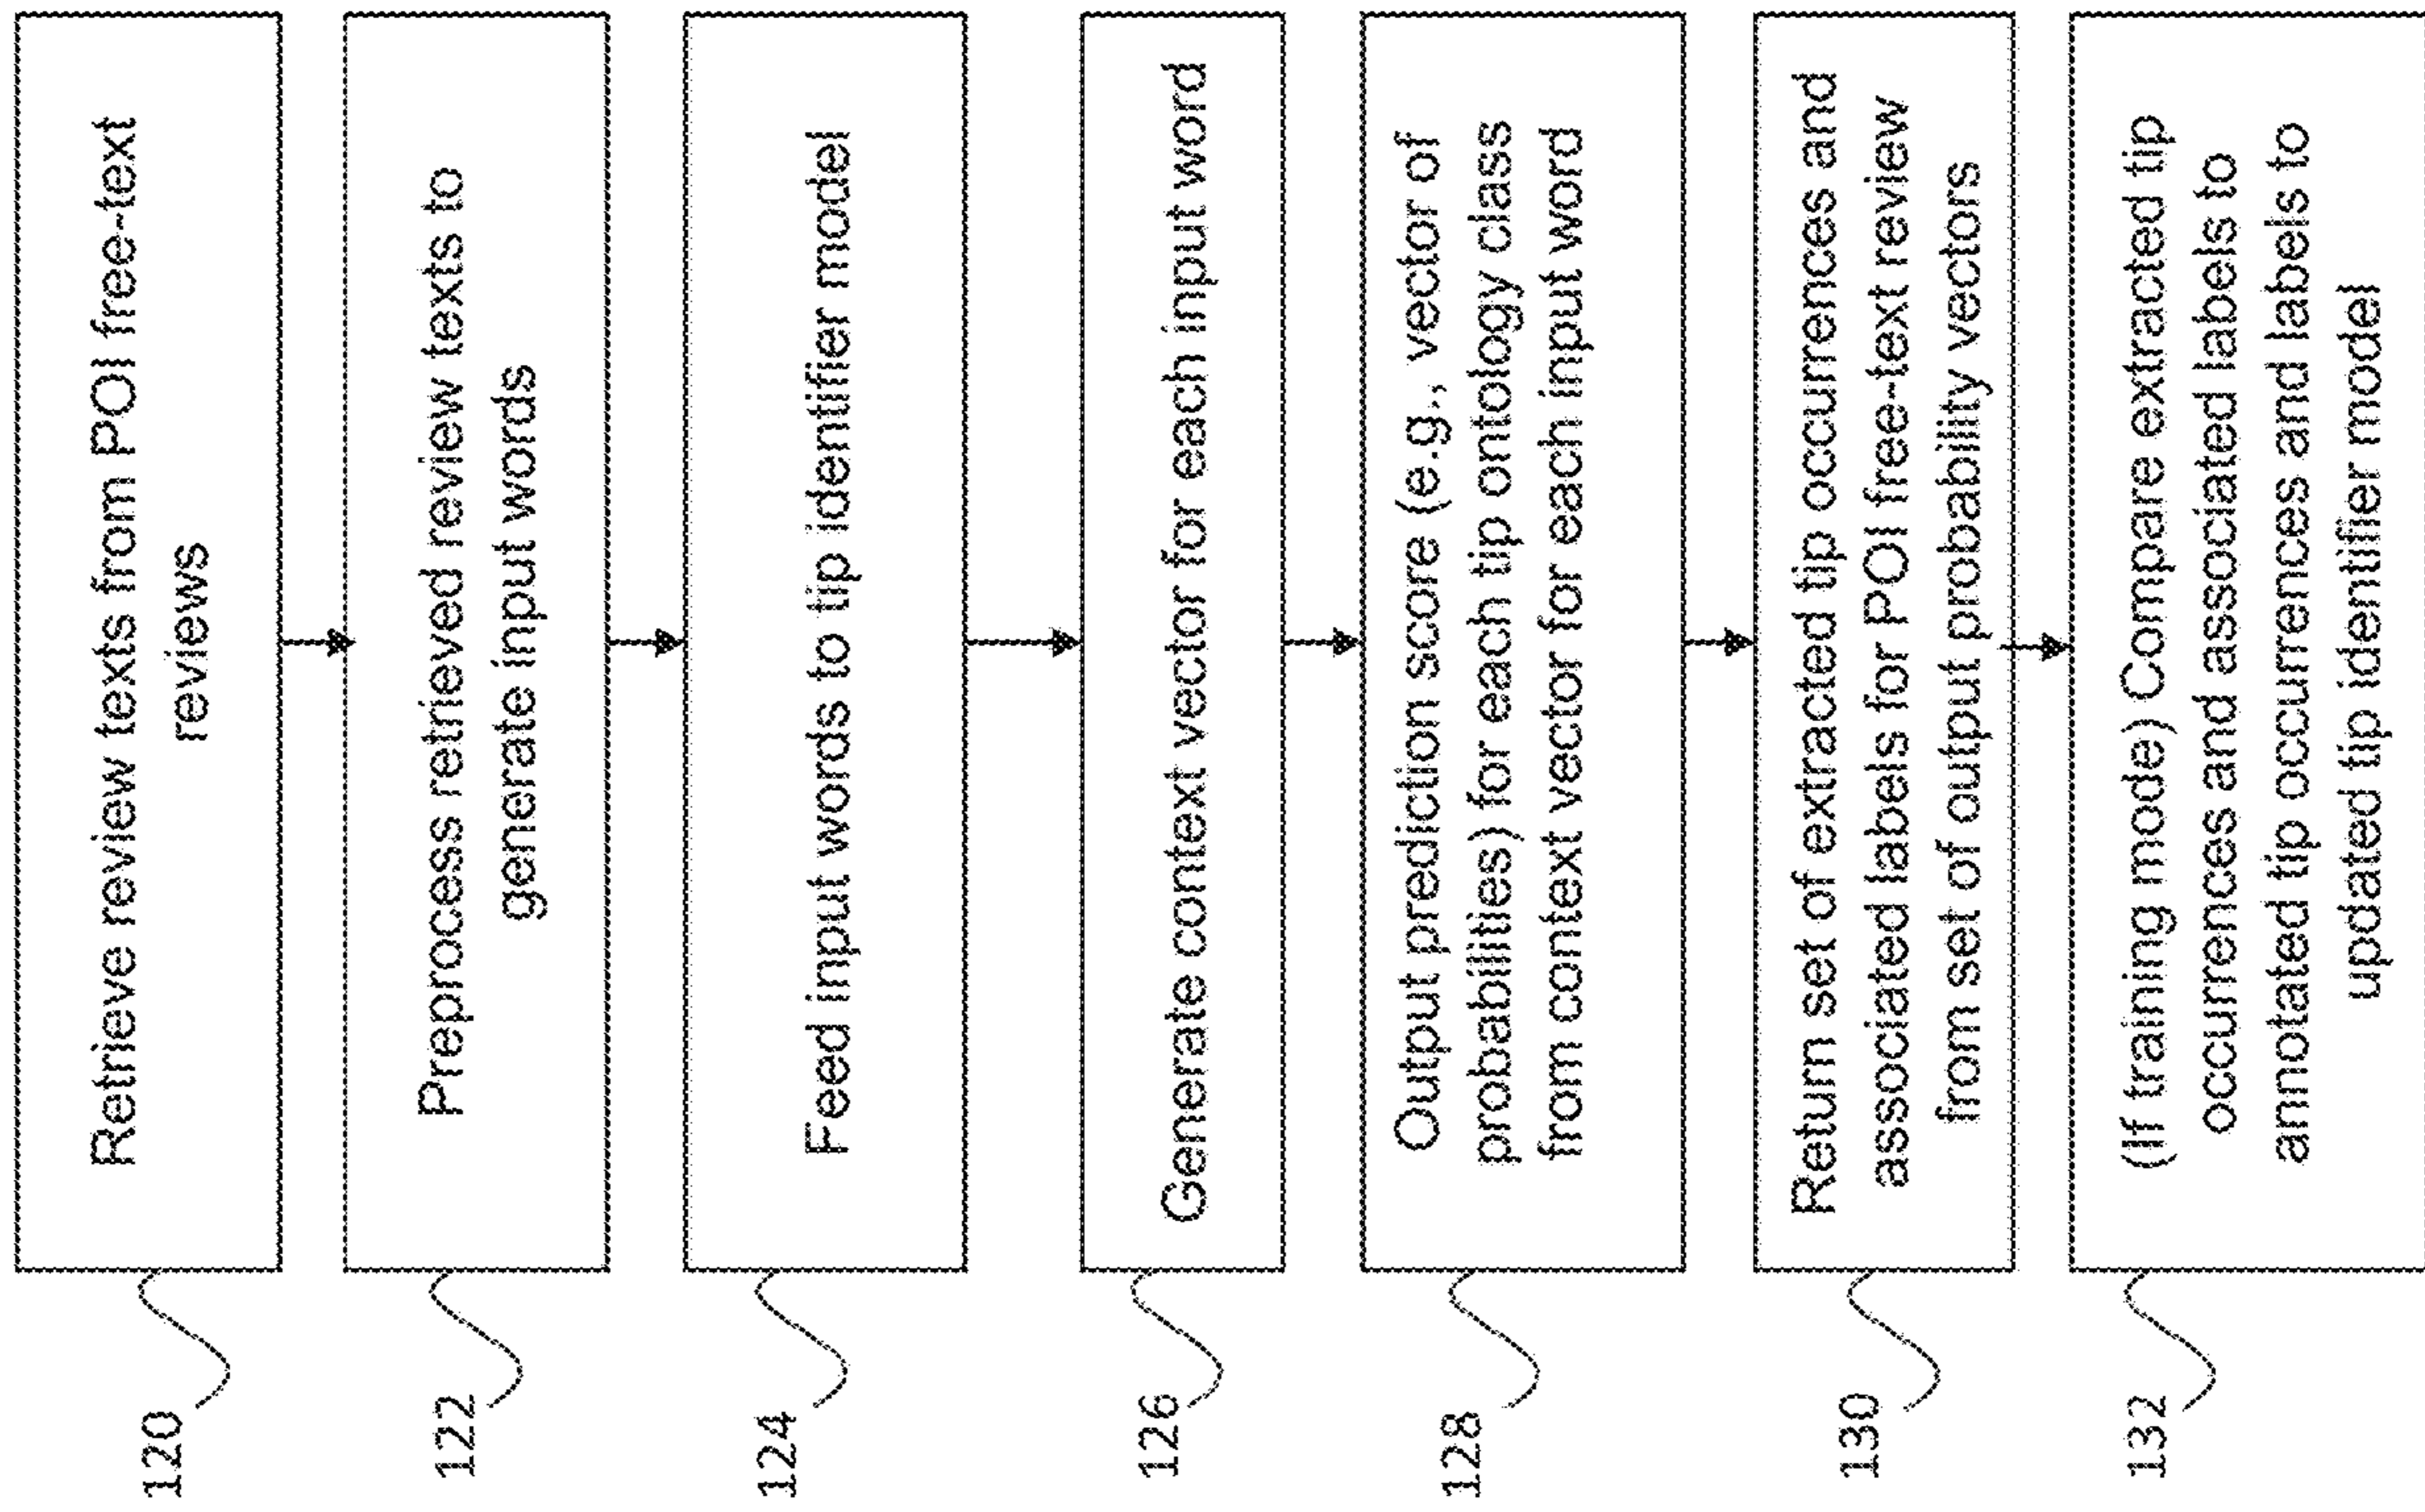 120
Retrieve review texts from POI free-text
reviews
122
Preprocess retrieved review texts to
generate input words
124
Feed input words to tip identifier model
126
Generate context vector for each input word
128
Output prediction score (e.g., vector of
probabilities) for each tip ontology class
from context vector for each input word
130
Return set of extracted tip occurrences and
associated labels for POI free-text review
from set of output probability vectors
132
(If training mode) Compare extracted tip
occurrences and associated labels to
annotated tip occurrences and labels to
updated tip identifier model